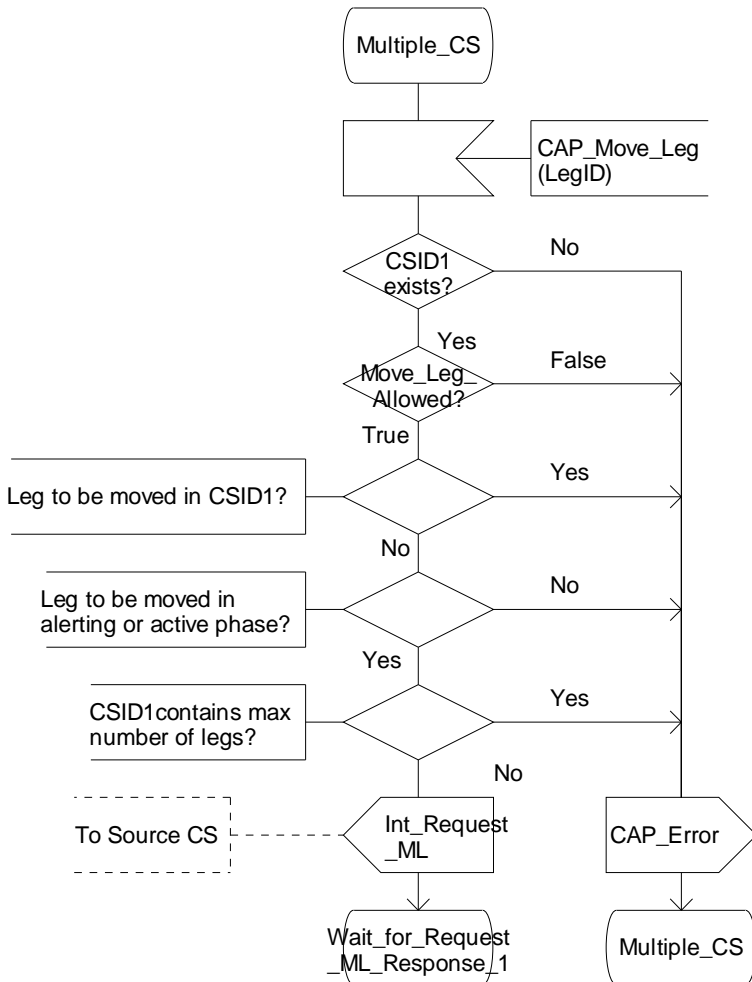 Multiple_CS
CAP_Move_Leg
(LegID)
CSID1
exists?
No
Yes
Move_Leg_
Allowed?
False
True
Leg to be moved in CSID1?
Yes
No
Leg to be moved in
alerting or active phase?
No
Yes
CSID1contains max
number of legs?
Yes
No
To Source CS
Int_Request
_ML
CAP_Error
Wait_for_Request
_ML_Response_1
Multiple_CS